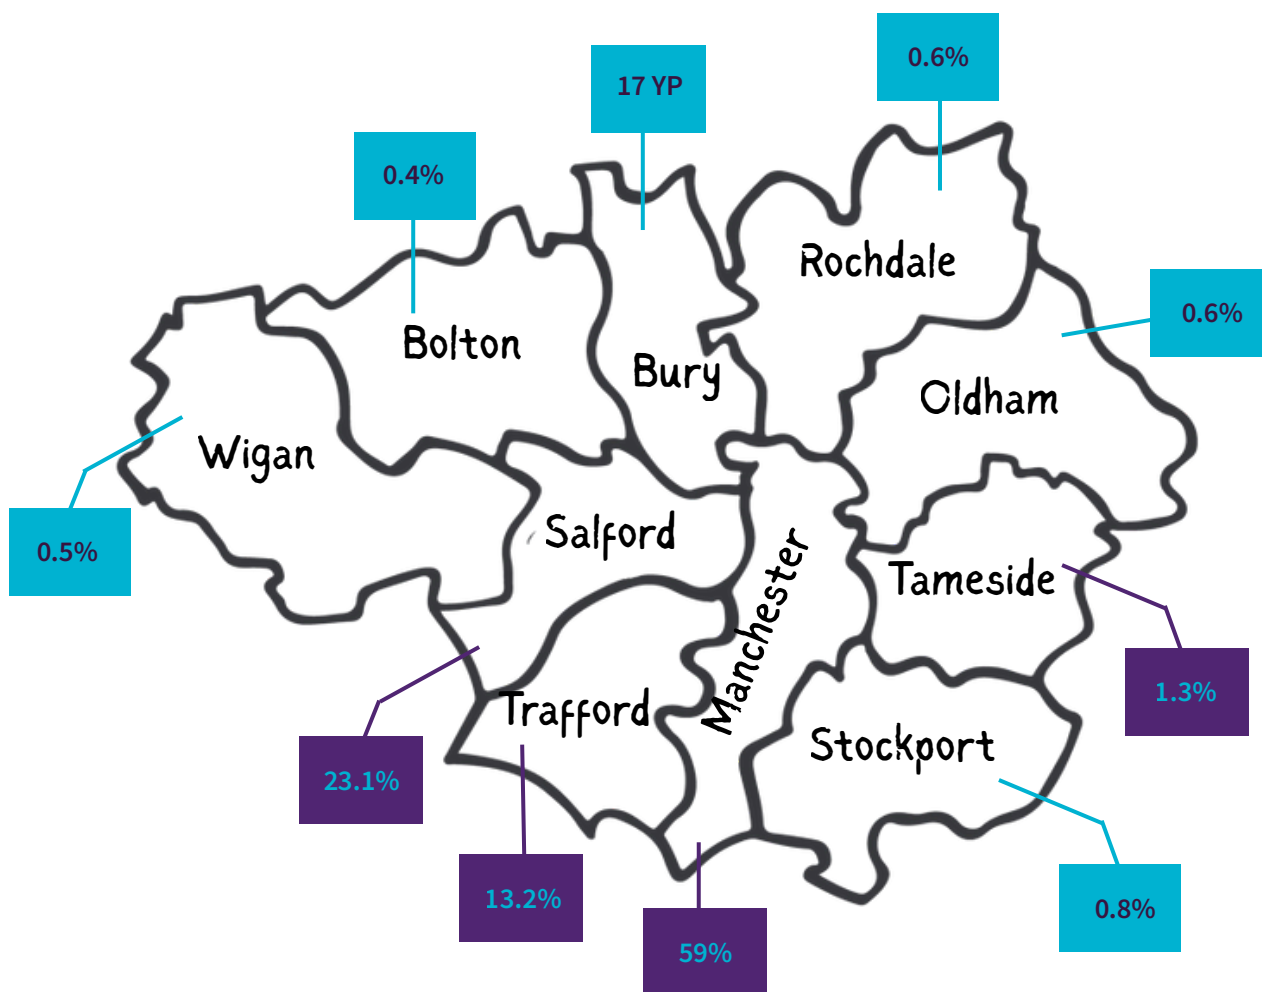 0.6%
17 YP
0.4%
Rochdale
0.6%
Bolton
Bury
Oldham
Wigan
Salford
0.5%
Manchester
Tameside
1.3%
Trafford
Stockport
23.1%
13.2%
0.8%
59%